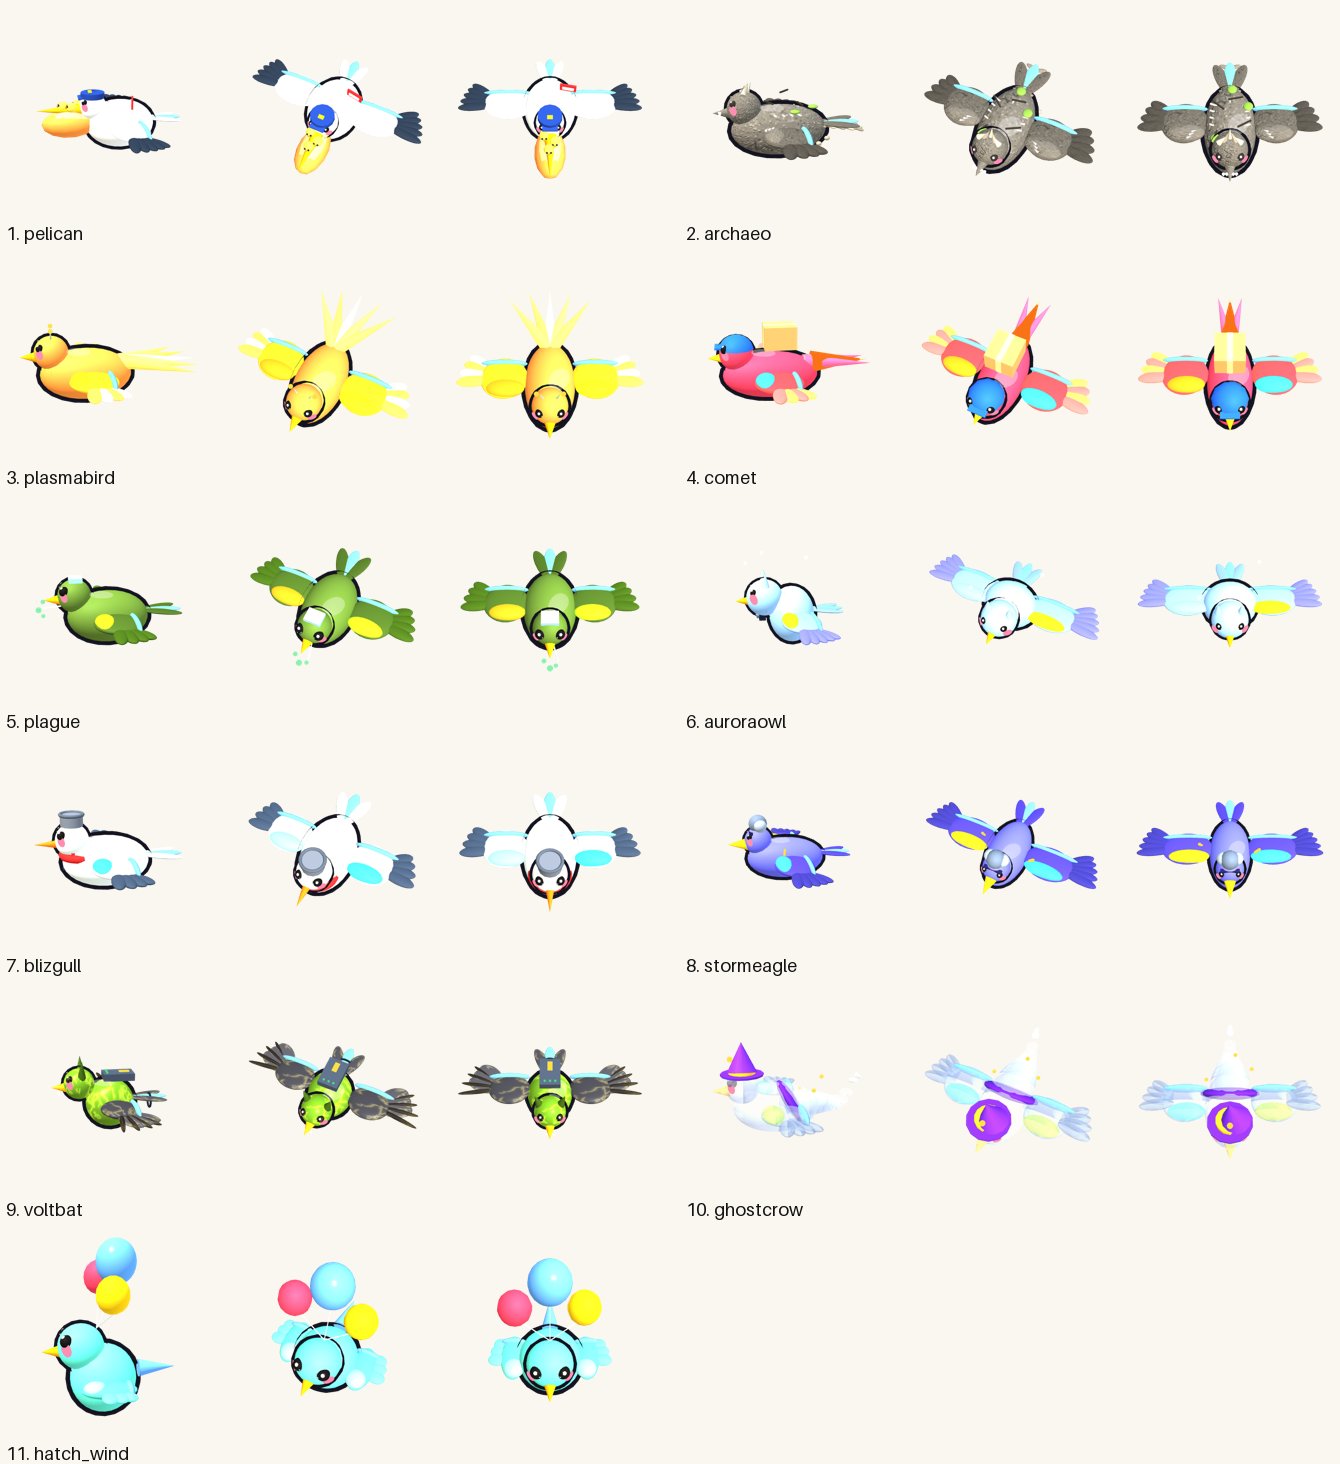 1. pelican
2. archaeo
3. plasmabird
4. comet
5. plague
6. auroraowl
7. blizgull
8. stormeagle
9. voltbat
10. ghostcrow
11. hatch_wind